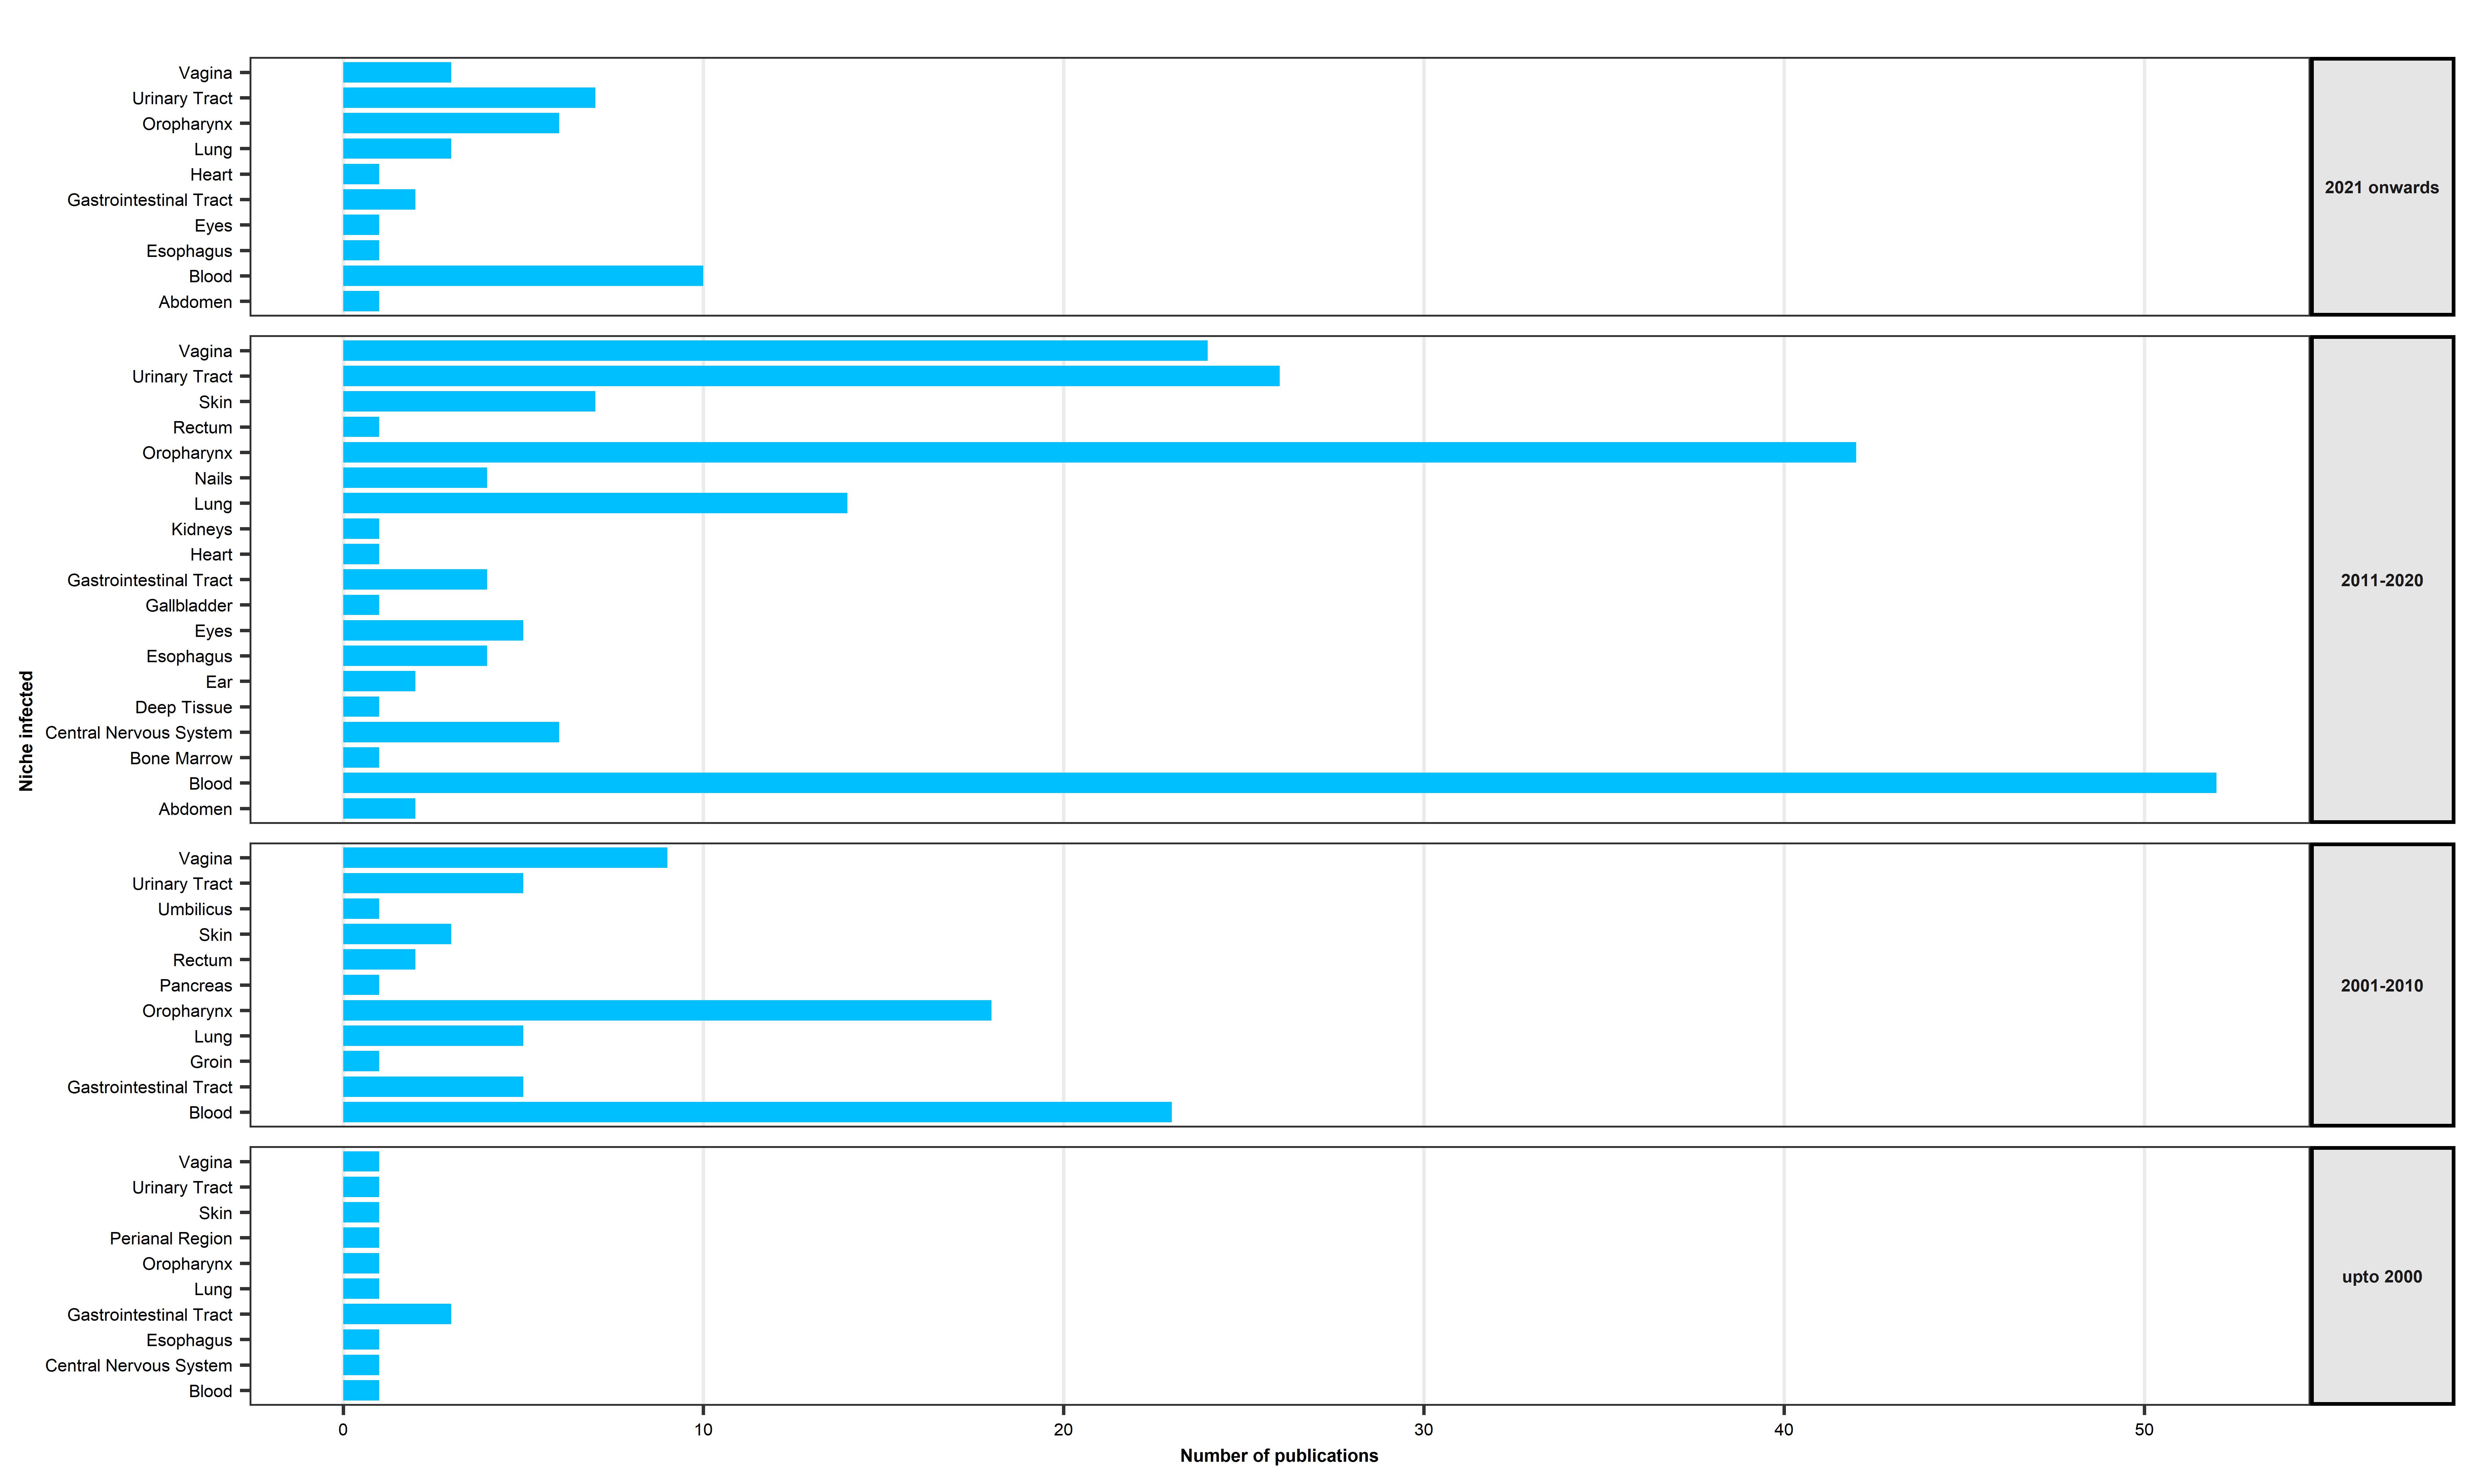 Vagina
Urinary Tract
Oropharynx
Lung
Heart
Gastrointestinal Tract
Eyes
Esophagus
Blood
Abdomen
2021 onwards
Vagina
Urinary Tract
Skin
Rectum
Oropharynx
Nails
Lung
Kidneys
Heart
Gastrointestinal Tract
Gallbladder
Eyes
Esophagus
Ear
Deep Tissue
Central Nervous System
Bone Marrow
Blood
Abdomen
2011-2020
Niche infected
Vagina
Urinary Tract
Umbilicus
Skin
Rectum
Pancreas
Oropharynx
Lung
Groin
Gastrointestinal Tract
Blood
2001-2010
Vagina
Urinary Tract
Skin
Perianal Region
Oropharynx
Lung
Gastrointestinal Tract
Esophagus
Central Nervous System
Blood
upto 2000
0 10 20 30 40 50
Number of publications